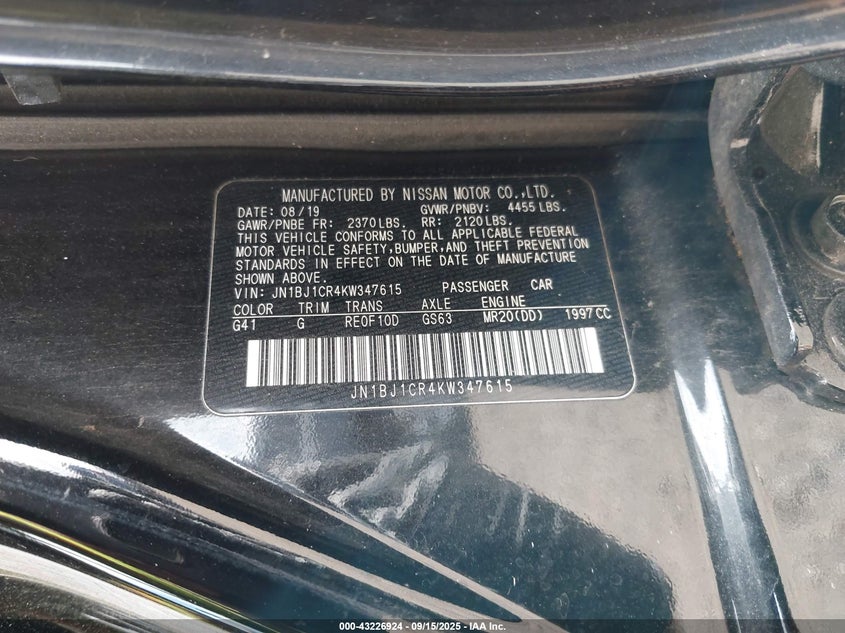 MANUFACTURED BY NISSAN MOTOR CO.,LTD.
DATE: 08/19 GVWR/PNBV: 4455 LBS.
GAWR/PNBE FR: 2370 LBS. RR: 2120 LBS.
THIS VEHICLE CONFORMS TO ALL APPLICABLE FEDERAL
MOTOR VEHICLE SAFETY,BUMPER,AND THEFT PREVENTION
STANDARDS IN EFFECT ON THE DATE OF MANUFACTURE
SHOWN ABOVE.
VIN: JN1BJ1CR4KW347615 PASSENGER CAR
COLOR TRIM TRANS AXLE ENGINE
G41 G RE0F10D GS63 MR20(DD) 1997CC
JN1BJ1CR4KW347615
000-43226924 - 09/15/2025 - IAA Inc.